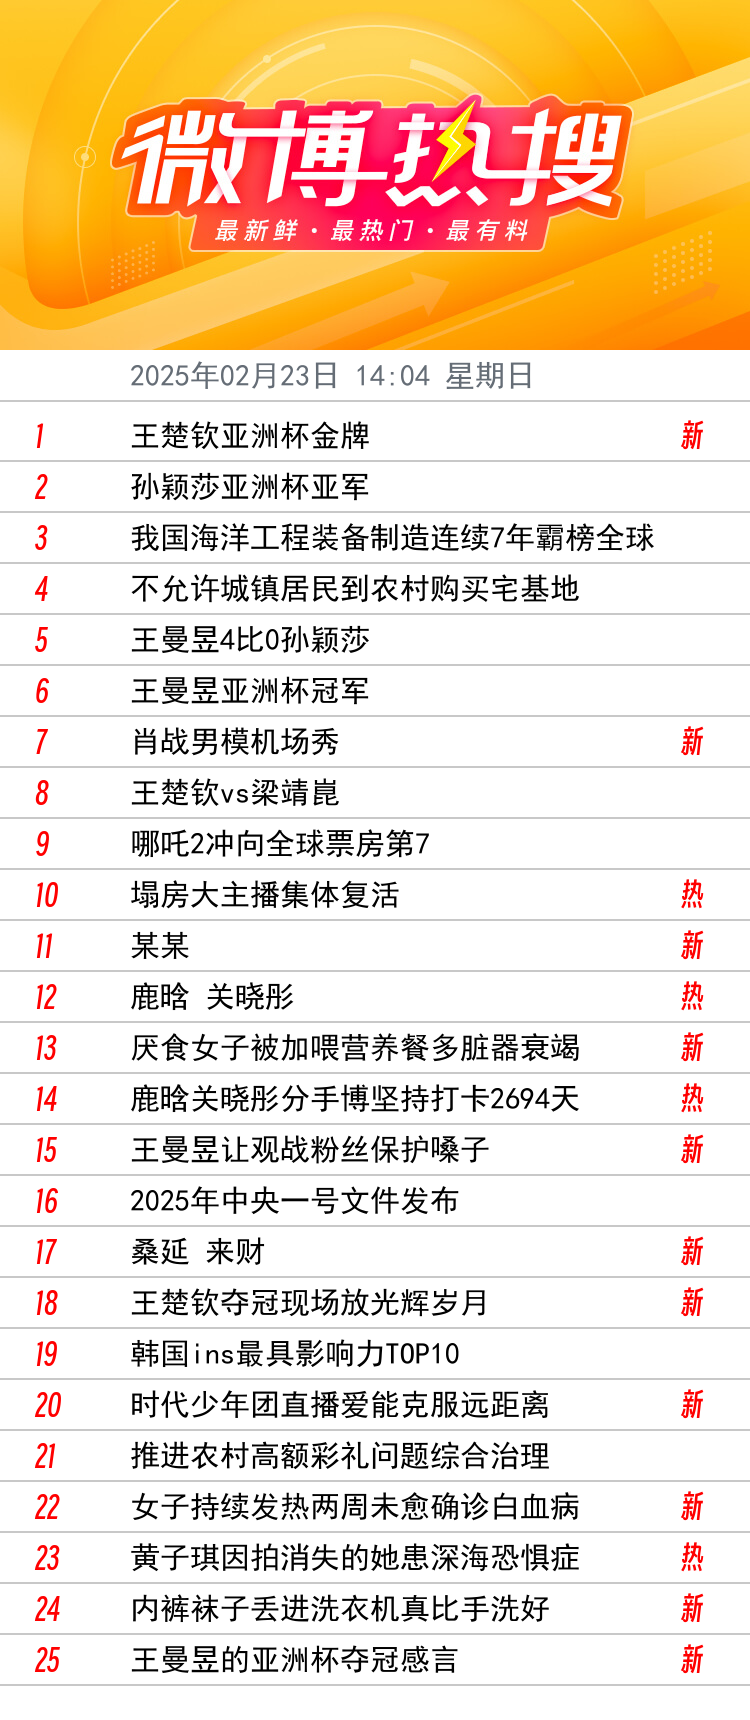 微博热搜
最新鲜·最热门·最有料
2025年02月23日 14:04 星期日
1 王楚钦亚洲杯金牌 新
2 孙颖莎亚洲杯亚军
3 我国海洋工程装备制造连续7年霸榜全球
4 不允许城镇居民到农村购买宅基地
5 王曼昱4比0孙颖莎
6 王曼昱亚洲杯冠军
7 肖战男模机场秀 新
8 王楚钦vs梁靖崑
9 哪吒2冲向全球票房第7
10 塌房大主播集体复活 热
11 某某 新
12 鹿晗 关晓彤 热
13 厌食女子被加喂营养餐多脏器衰竭 新
14 鹿晗关晓彤分手博坚持打卡2694天 热
15 王曼昱让观战粉丝保护嗓子 新
16 2025年中央一号文件发布
17 桑延 来财 新
18 王楚钦夺冠现场放光辉岁月 新
19 韩国ins最具影响力TOP10
20 时代少年团直播爱能克服远距离 新
21 推进农村高额彩礼问题综合治理
22 女子持续发热两周未愈确诊白血病 新
23 黄子琪因拍消失的她患深海恐惧症 热
24 内裤袜子丢进洗衣机真比手洗好 新
25 王曼昱的亚洲杯夺冠感言 新